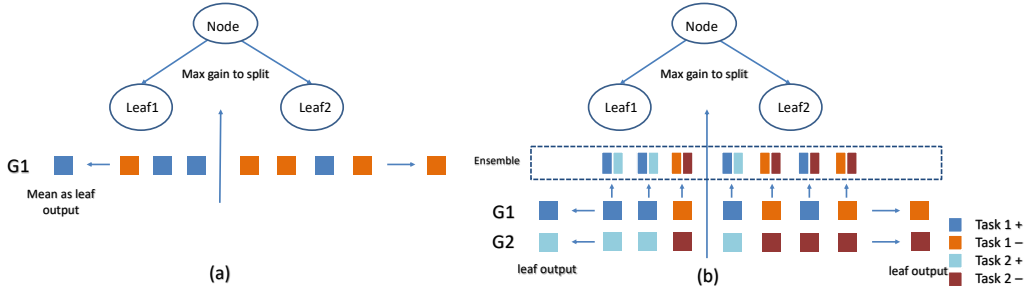 Node
Max gain to split
Leaf1
Leaf2
G1
Mean as leaf
output
(a)
Node
Max gain to split
Leaf1
Leaf2
Ensemble
G1
G2
leaf output
leaf output
(b)
Task 1 +
Task 1 –
Task 2 +
Task 2 –